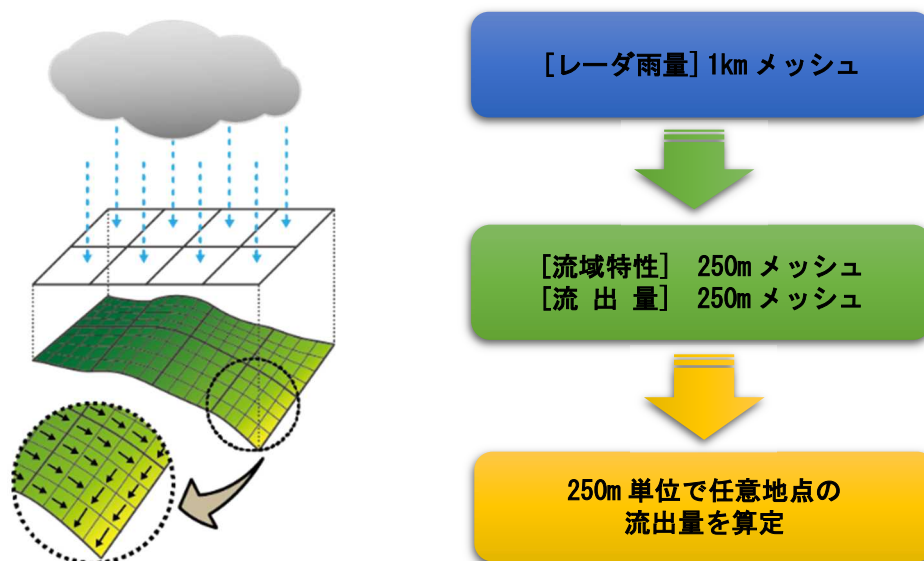 [レーダ雨量] 1km メッシュ
[流域特性] 250m メッシュ
[流 出 量] 250m メッシュ
250m 単位で任意地点の
流出量を算定